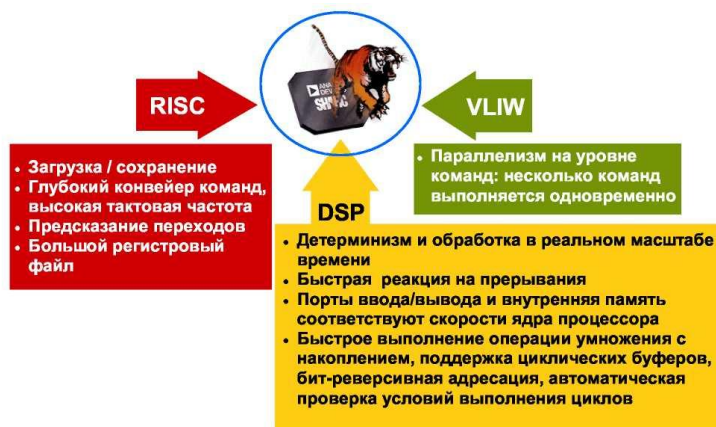 RISC
VLIW
DSP
• Загрузка / сохранение
• Глубокий конвейер команд,
высокая тактовая частота
• Предсказание переходов
• Большой регистровый
файл
• Параллелизм на уровне
команд: несколько команд
выполняется одновременно
• Детерминизм и обработка в реальном масштабе
времени
• Быстрая реакция на прерывания
• Порты ввода/вывода и внутренняя память
соответствуют скорости ядра процессора
• Быстрое выполнение операции умножения с
накоплением, поддержка циклических буферов,
бит-реверсивная адресация, автоматическая
проверка условий выполнения циклов